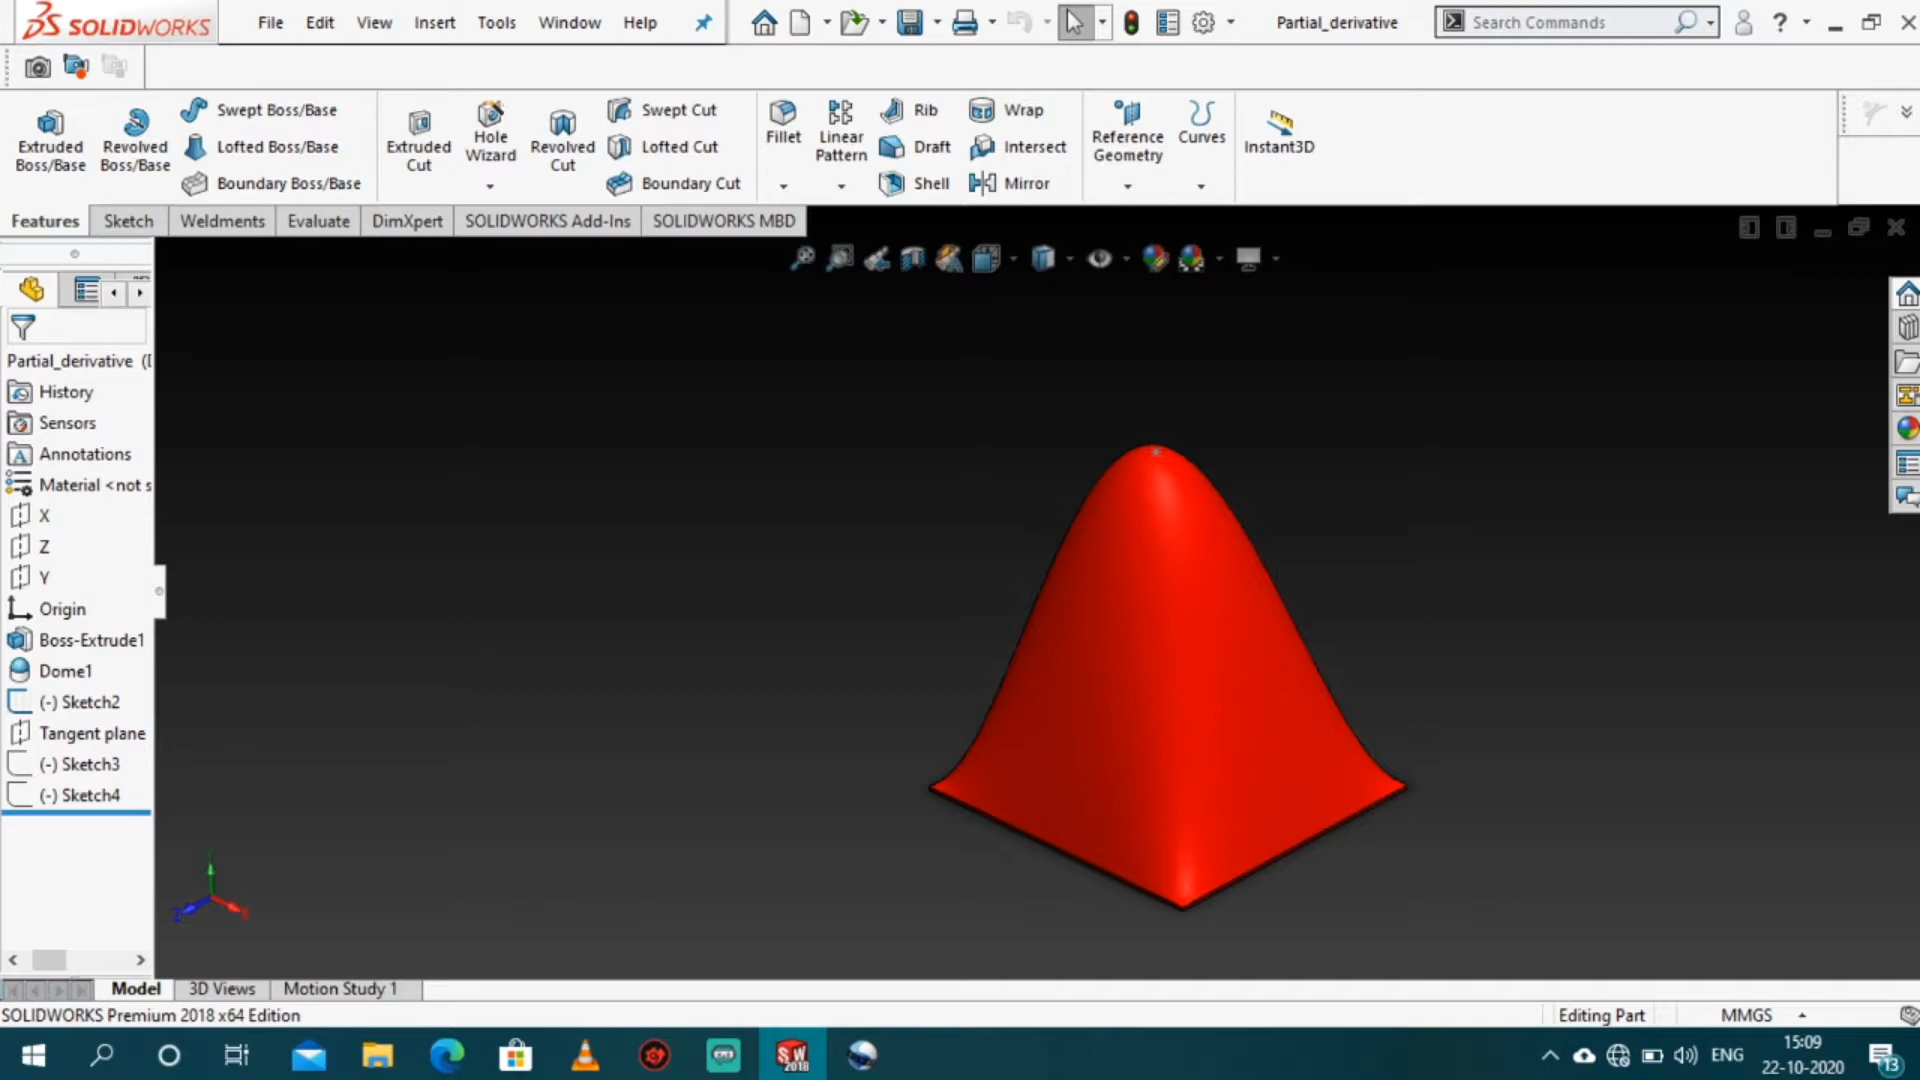 SOLIDWORKS
File Edit View Insert Tools Window Help
Partial_derivative
Search Commands
?
Extruded Boss/Base
Revolved Boss/Base
Swept Boss/Base
Lofted Boss/Base
Boundary Boss/Base
Extruded Cut
Hole Wizard
Revolved Cut
Swept Cut
Lofted Cut
Boundary Cut
Fillet
Linear Pattern
Rib
Draft
Shell
Wrap
Intersect
Mirror
Reference Geometry
Curves
Instant3D
Features Sketch Weldments Evaluate DimXpert SOLIDWORKS Add-Ins SOLIDWORKS MBD
Partial_derivative (
History
Sensors
Annotations
Material <not s
X
Z
Y
Origin
Boss-Extrude1
Dome1
(-) Sketch2
Tangent plane
(-) Sketch3
(-) Sketch4
Model 3D Views Motion Study 1
SOLIDWORKS Premium 2018 x64 Edition
Editing Part
MMGS
SW 2018
ENG
15:09
22-10-2020
13